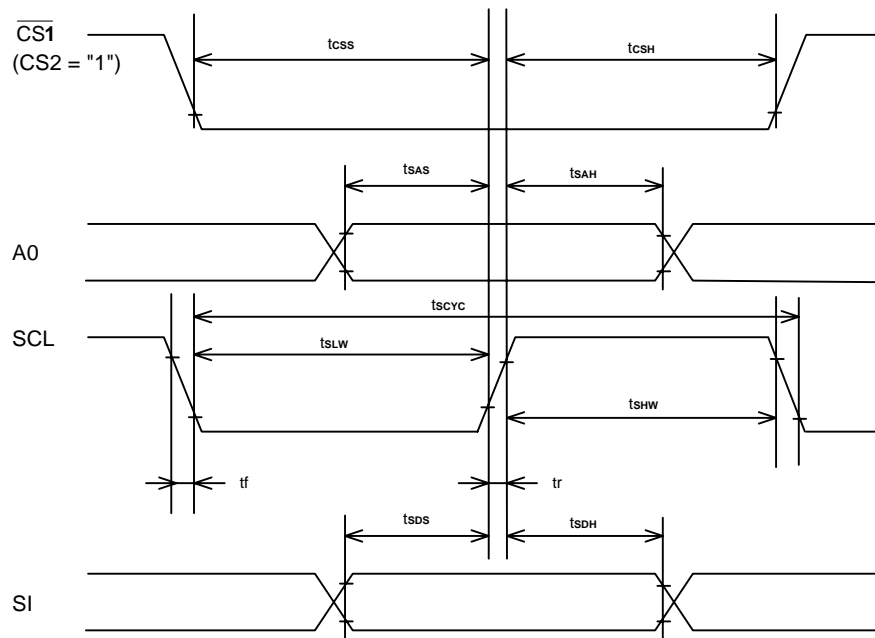 CS1
(CS2 = "1")
tCSS
tCSH
tSAS
tSAH
A0
tSCYC
SCL
tSLW
tSHW
tf
tr
tSDS
tSDH
SI